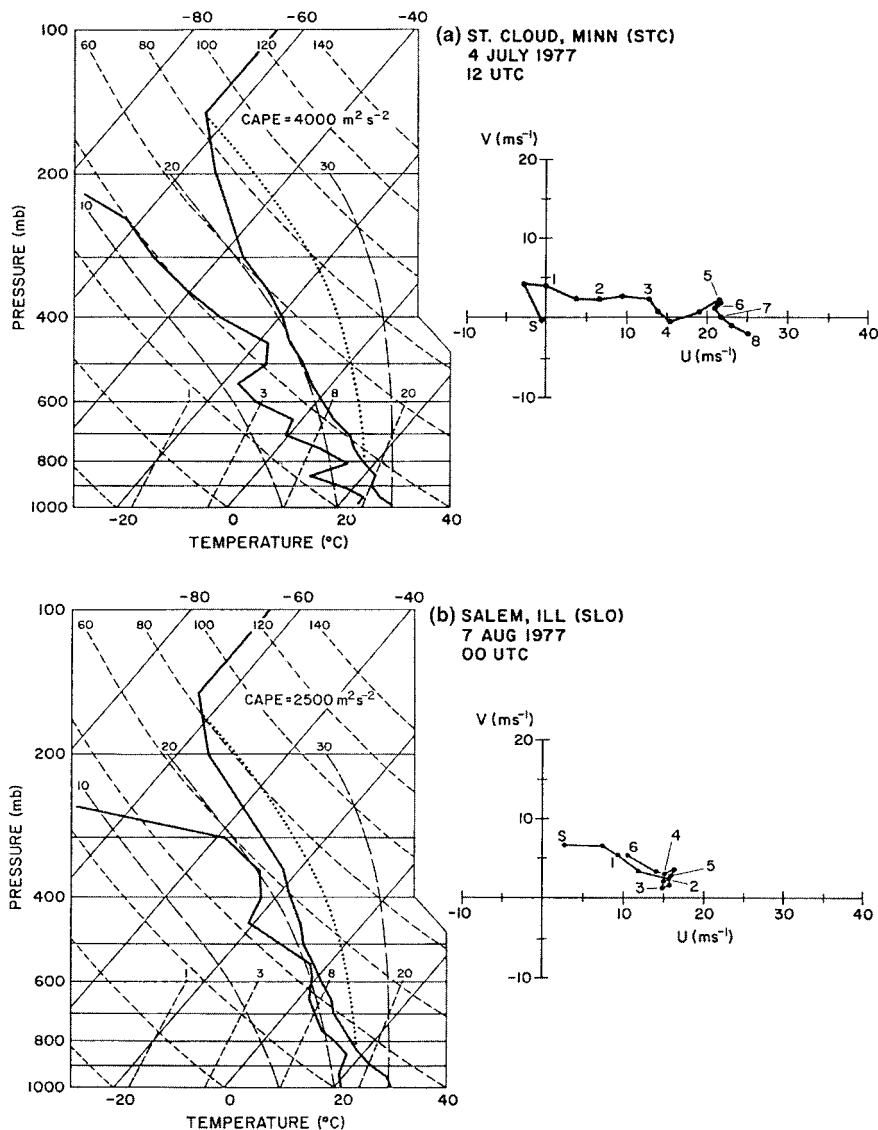 (a) ST. CLOUD, MINN (STC)
4 JULY 1977
12 UTC
-80 -60 -40
100
60 80 100 120 140
CAPE = 4000 m² s⁻²
200
20 30
10
PRESSURE (mb)
400
600
1 3 8 20
800
1000
-20 0 20 40
TEMPERATURE (°C)
V (ms⁻¹)
20
10
1 2 3 5
6 7
-10 S 4 20 30 40
8
U (ms⁻¹)
-10
(b) SALEM, ILL (SLO)
7 AUG 1977
00 UTC
-80 -60 -40
100
60 80 100 120 140
CAPE = 2500 m² s⁻²
200
20 30
10
PRESSURE (mb)
400
600
1 3 8 20
800
1000
-20 0 20 40
TEMPERATURE (°C)
V (ms⁻¹)
20
10
S 6 4
1 5
3 2
-10 10 20 30 40
U (ms⁻¹)
-10